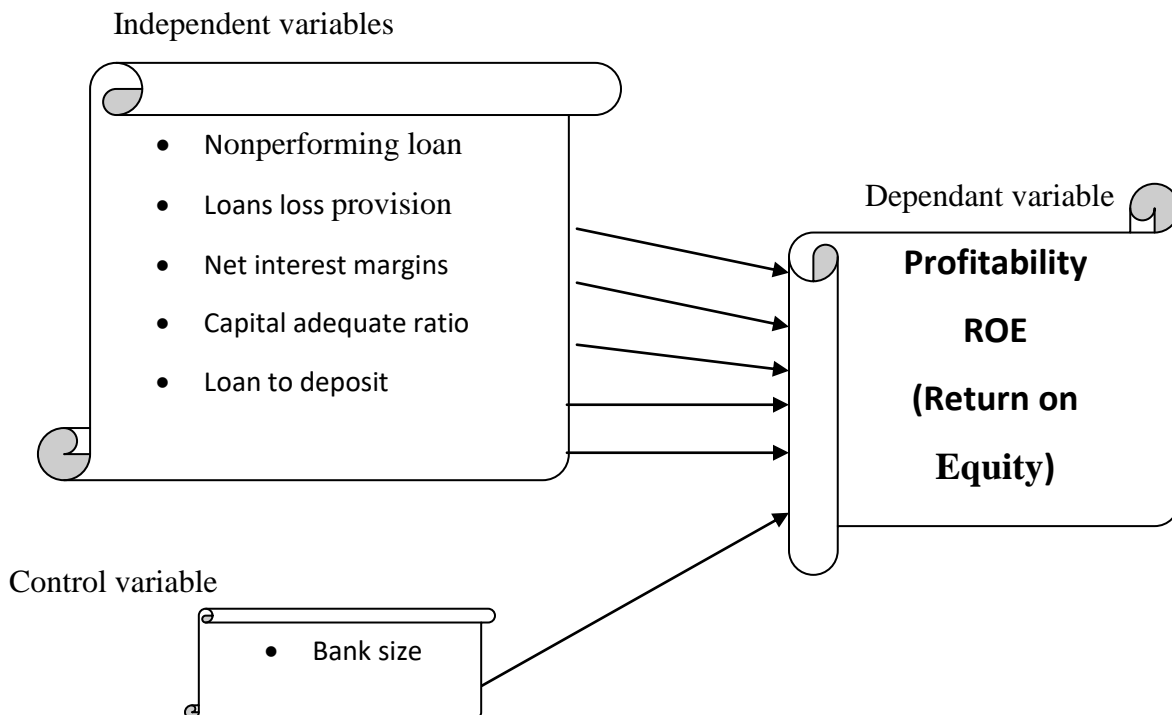 Independent variables
• Nonperforming loan
• Loans loss provision
• Net interest margins
• Capital adequate ratio
• Loan to deposit
Dependant variable
Profitability
ROE
(Return on
Equity)
Control variable
• Bank size